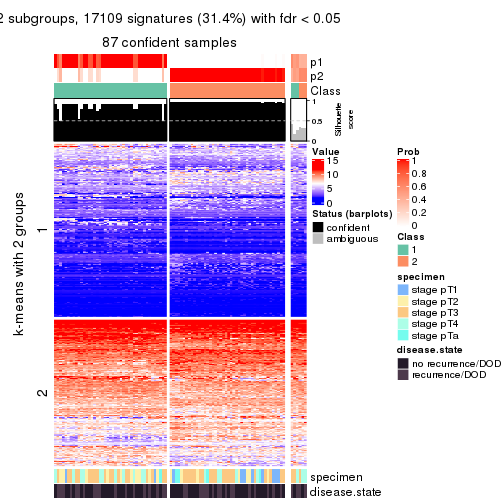 2 subgroups, 17109 signatures (31.4%) with fdr < 0.05
87 confident samples
p1
p2
Class
1
0.5
0
Silhouette
score
k-means with 2 groups
1
2
Value
15
10
5
0
Status (barplots)
confident
ambiguous
Prob
1
0.8
0.6
0.4
0.2
0
Class
1
2
specimen
stage pT1
stage pT2
stage pT3
stage pT4
stage pTa
disease.state
no recurrence/DOD
recurrence/DOD
specimen
disease.state